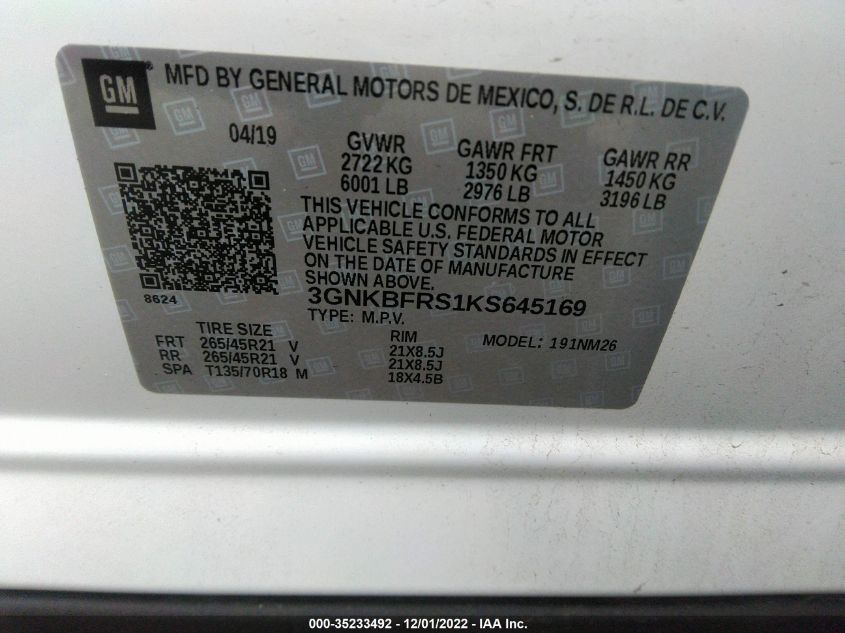 GM
MFD BY GENERAL MOTORS DE MEXICO, S. DE R.L. DE C.V.
04/19
GVWR
2722 KG
6001 LB
GAWR FRT
1350 KG
2976 LB
GAWR RR
1450 KG
3196 LB
THIS VEHICLE CONFORMS TO ALL
APPLICABLE U.S. FEDERAL MOTOR
VEHICLE SAFETY STANDARDS IN EFFECT
ON THE DATE OF MANUFACTURE
SHOWN ABOVE.
8624
3GNKBFRS1KS645169
TYPE: M.P.V.
MODEL: 191NM26
TIRE SIZE
RIM
FRT 265/45R21 V 21X8.5J
RR 265/45R21 V 21X8.5J
SPA T135/70R18 M 18X4.5B
000-35233492 - 12/01/2022 - IAA Inc.